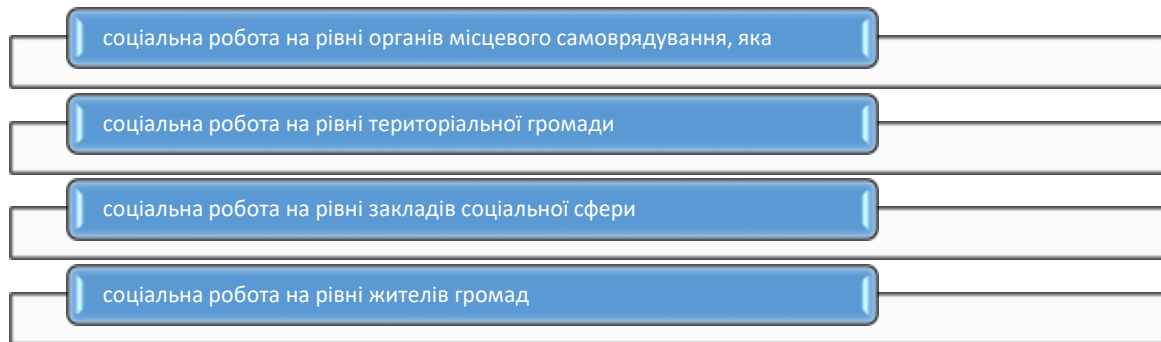 соціальна робота на рівні органів місцевого самоврядування, яка
соціальна робота на рівні територіальної громади
соціальна робота на рівні закладів соціальної сфери
соціальна робота на рівні жителів громад